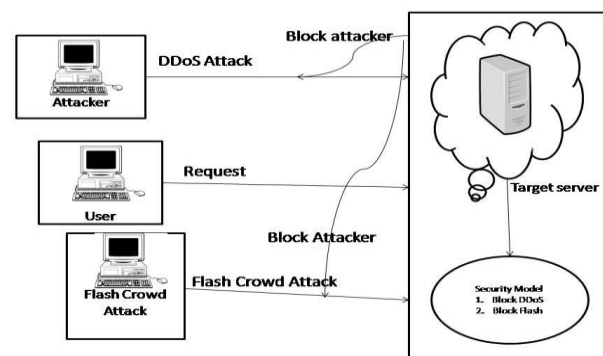 Block attacker
DDoS Attack
Attacker
Request
User
Target server
Block Attacker
Flash Crowd Attack
Flash Crowd
Attack
Security Model
1. Block DDoS
2. Block Flash